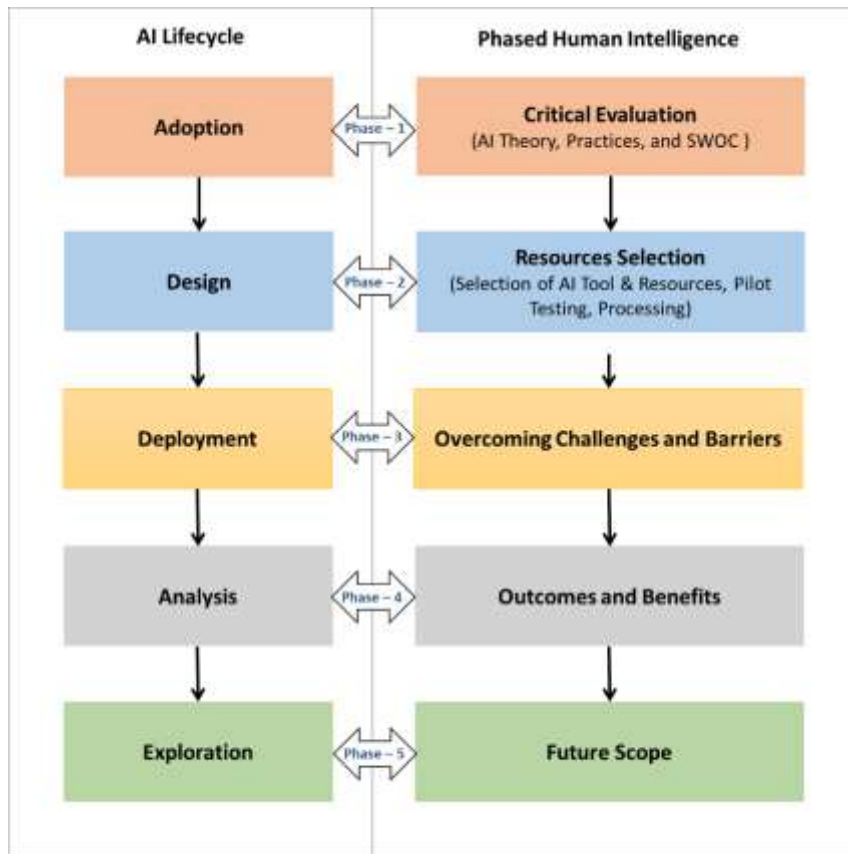 AI Lifecycle
Phased Human Intelligence
Adoption
Phase – 1
Critical Evaluation
(AI Theory, Practices, and SWOC )
Design
Phase – 2
Resources Selection
(Selection of AI Tool & Resources, Pilot
Testing, Processing)
Deployment
Phase – 3
Overcoming Challenges and Barriers
Analysis
Phase – 4
Outcomes and Benefits
Exploration
Phase – 5
Future Scope